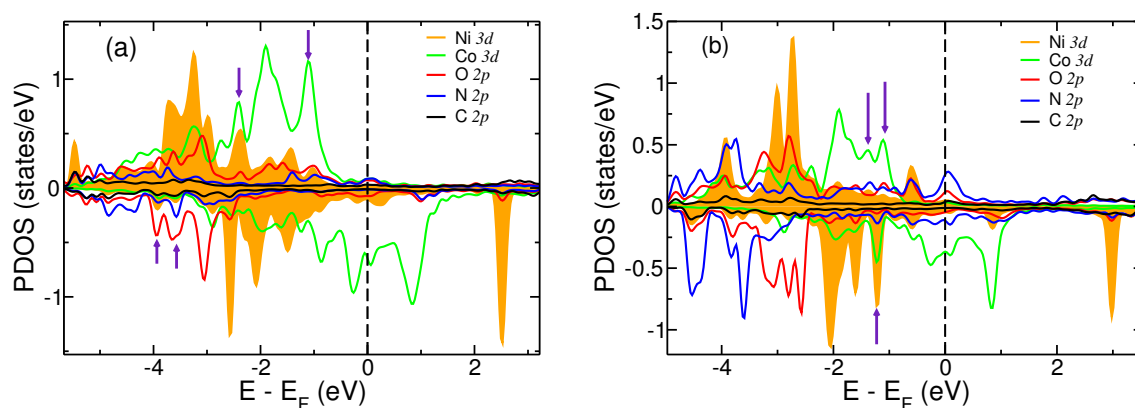 (a)
Ni 3d
Co 3d
O 2p
N 2p
C 2p
PDOS (states/eV)
1
0
-1
-4
-2
0
2
E - E_F (eV)
(b)
Ni 3d
Co 3d
O 2p
N 2p
C 2p
PDOS (states/eV)
1.5
1
0.5
0
-0.5
-1
-4
-2
0
2
E - E_F (eV)